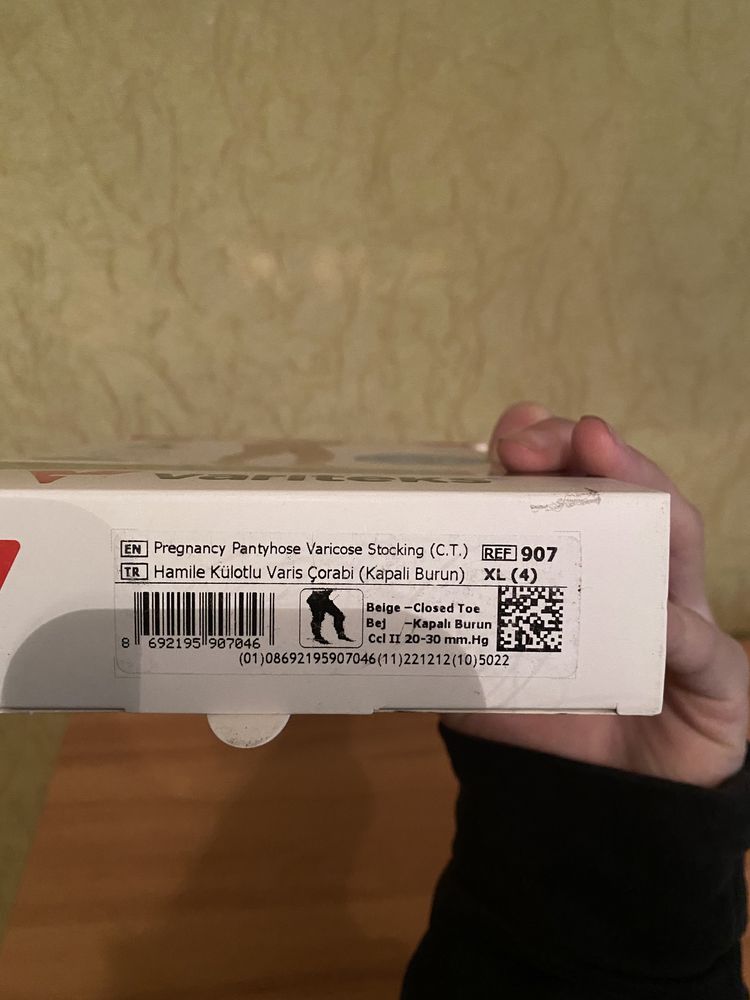 Variteks
EN Pregnancy Pantyhose Varicose Stocking (C.T.) REF 907
TR Hamile Külotlu Varis Çorabi (Kapali Burun) XL (4)
Beige -Closed Toe
Bej -Kapalı Burun
Ccl II 20-30 mm.Hg
8 692195 907046
(01)08692195907046(11)221212(10)5022